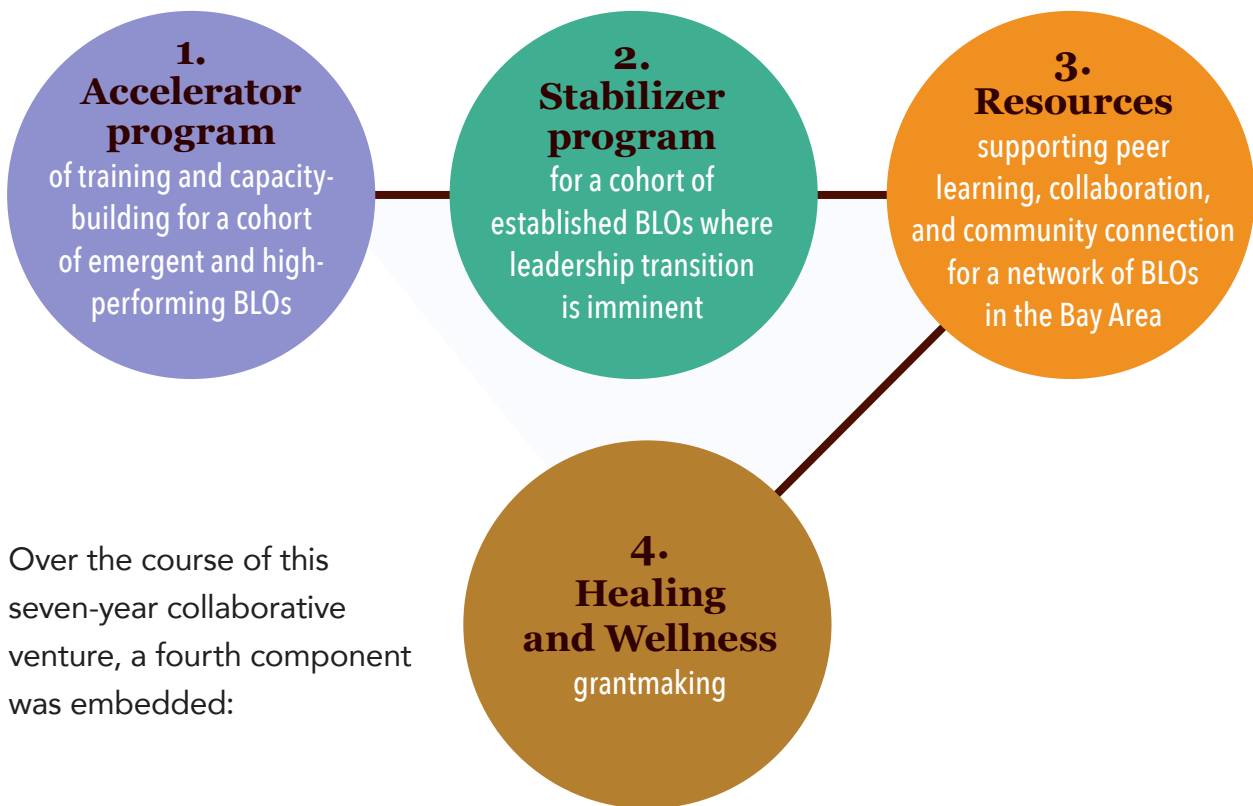 1.
Accelerator
program
of training and capacity-
building for a cohort
of emergent and high-
performing BLOs
2.
Stabilizer
program
for a cohort of
established BLOs where
leadership transition
is imminent
3.
Resources
supporting peer
learning, collaboration,
and community connection
for a network of BLOs
in the Bay Area
Over the course of this
seven-year collaborative
venture, a fourth component
was embedded:
4.
Healing
and Wellness
grantmaking